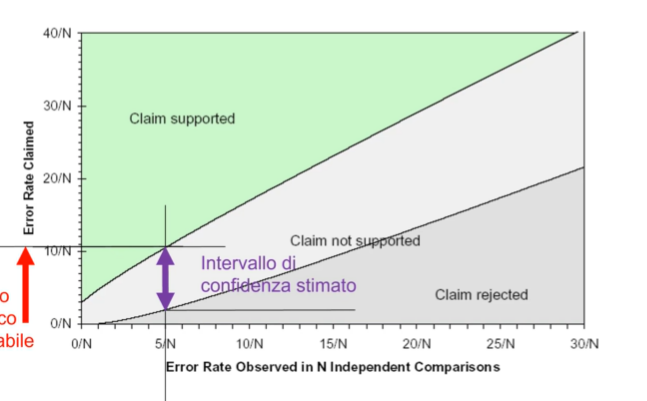 40/N
30/N
20/N
10/N
0/N
Error Rate Claimed
Claim supported
Claim not supported
Intervallo di
confidenza stimato
Claim rejected
o
co
abile
0/N
5/N
10/N
15/N
20/N
25/N
30/N
Error Rate Observed in N Independent Comparisons